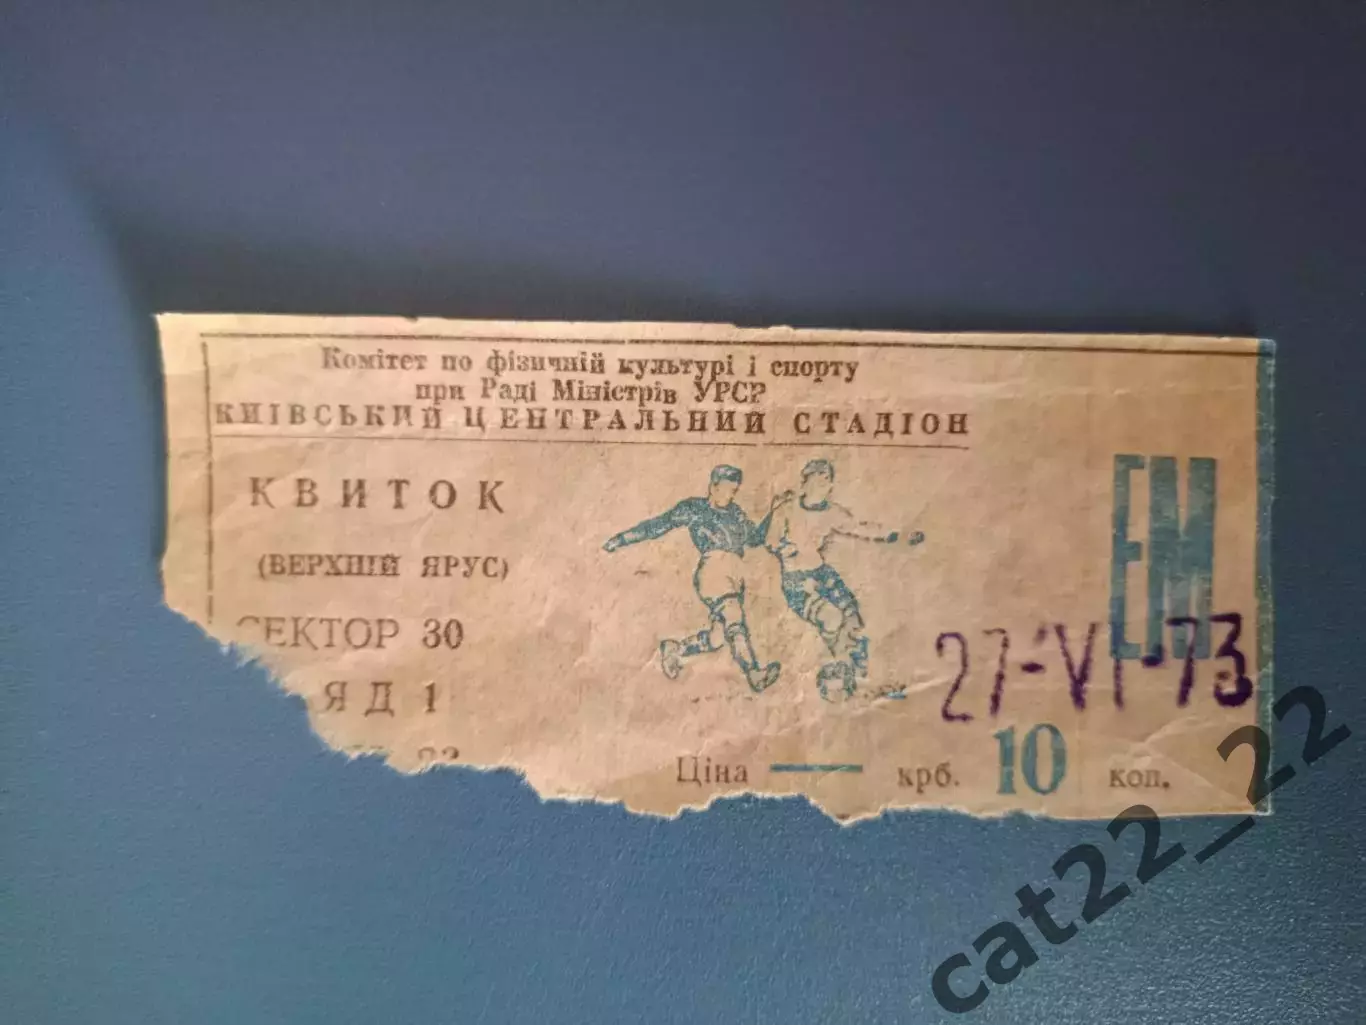 Комітет по фізичній культурі і спорту
при Раді Міністрів УРСР
КИЇВСЬКИЙ ЦЕНТРАЛЬНИЙ СТАДІОН
КВИТОК
(ВЕРХНІЙ ЯРУС)
СЕКТОР 30
ЯД 1
ЕМ
27-VI-73
Ціна — крб. 10 коп.
cat22_22